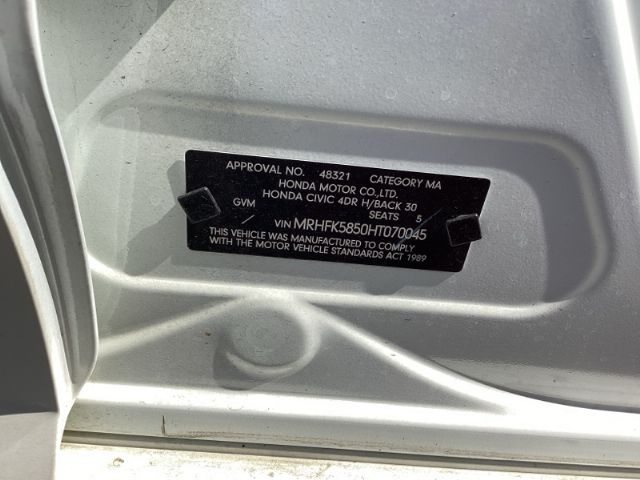 APPROVAL NO. 48321 CATEGORY MA
HONDA MOTOR CO.,LTD.
HONDA CIVIC 4DR H/BACK 30
GVM / SEATS 5 /
VIN MRHFK5850HT070045
THIS VEHICLE WAS MANUFACTURED TO COMPLY
WITH THE MOTOR VEHICLE STANDARDS ACT 1989